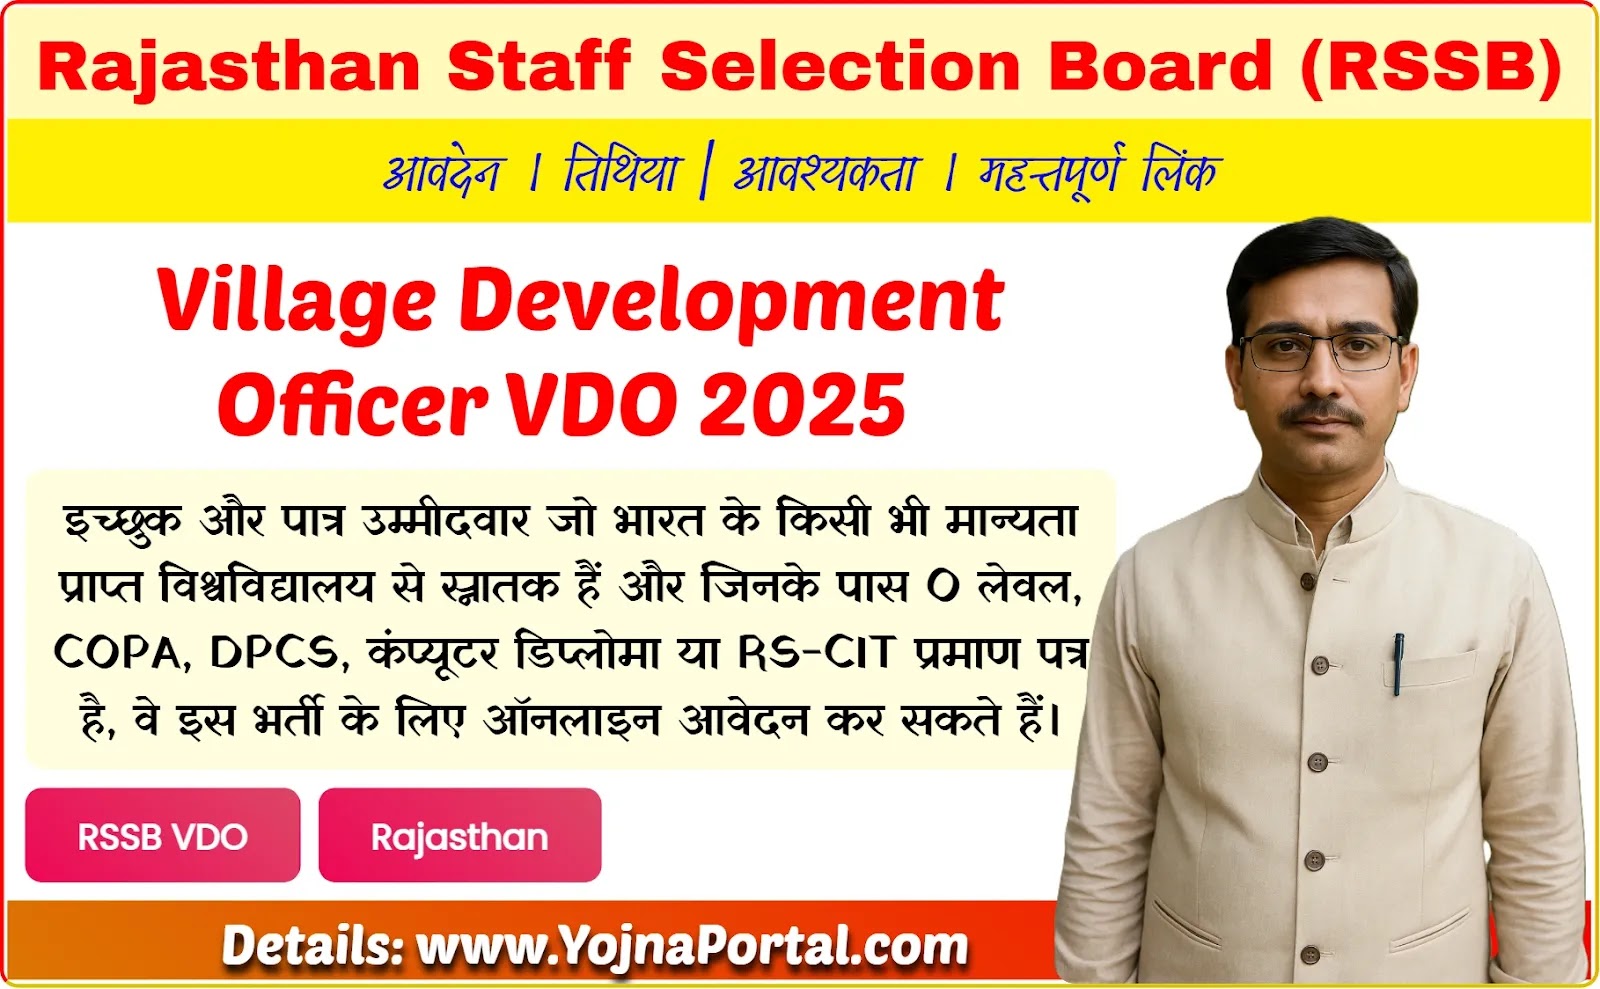 Rajasthan Staff Selection Board (RSSB)
आवदेन । तिथिया | आवश्यकता । महत्तपूर्ण लिंक
Village Development
Officer VDO 2025
इच्छुक और पात्र उम्मीदवार जो भारत के किसी भी मान्यता
प्राप्त विश्वविद्यालय से स्नातक हैं और जिनके पास O लेवल,
COPA, DPCS, कंप्यूटर डिप्लोमा या RS-CIT प्रमाण पत्र
है, वे इस भर्ती के लिए ऑनलाइन आवेदन कर सकते हैं।
RSSB VDO
Rajasthan
Details: www.YojnaPortal.com